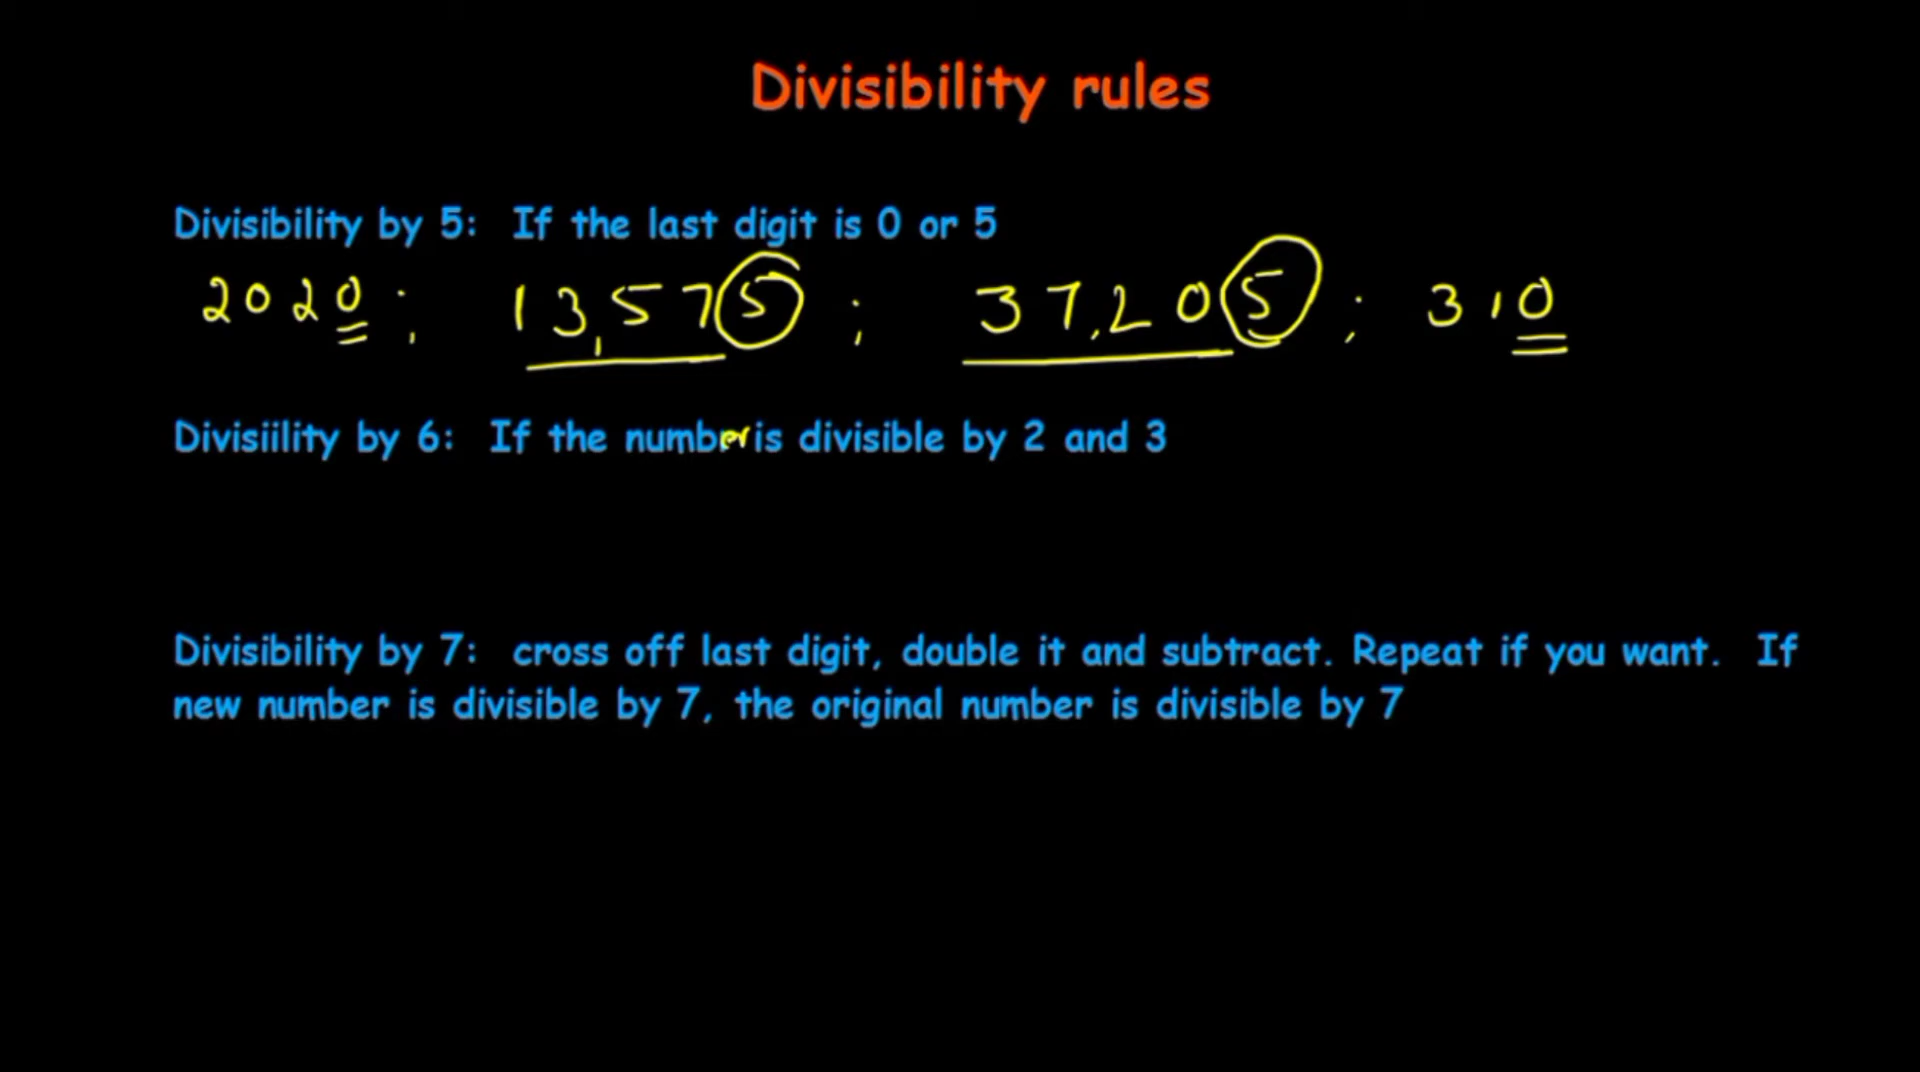 Divisibility rules
Divisibility by 5: If the last digit is 0 or 5
2020; 13,575; 37,205; 310
Divisiility by 6: If the number is divisible by 2 and 3
Divisibility by 7: cross off last digit, double it and subtract. Repeat if you want. If
new number is divisible by 7, the original number is divisible by 7